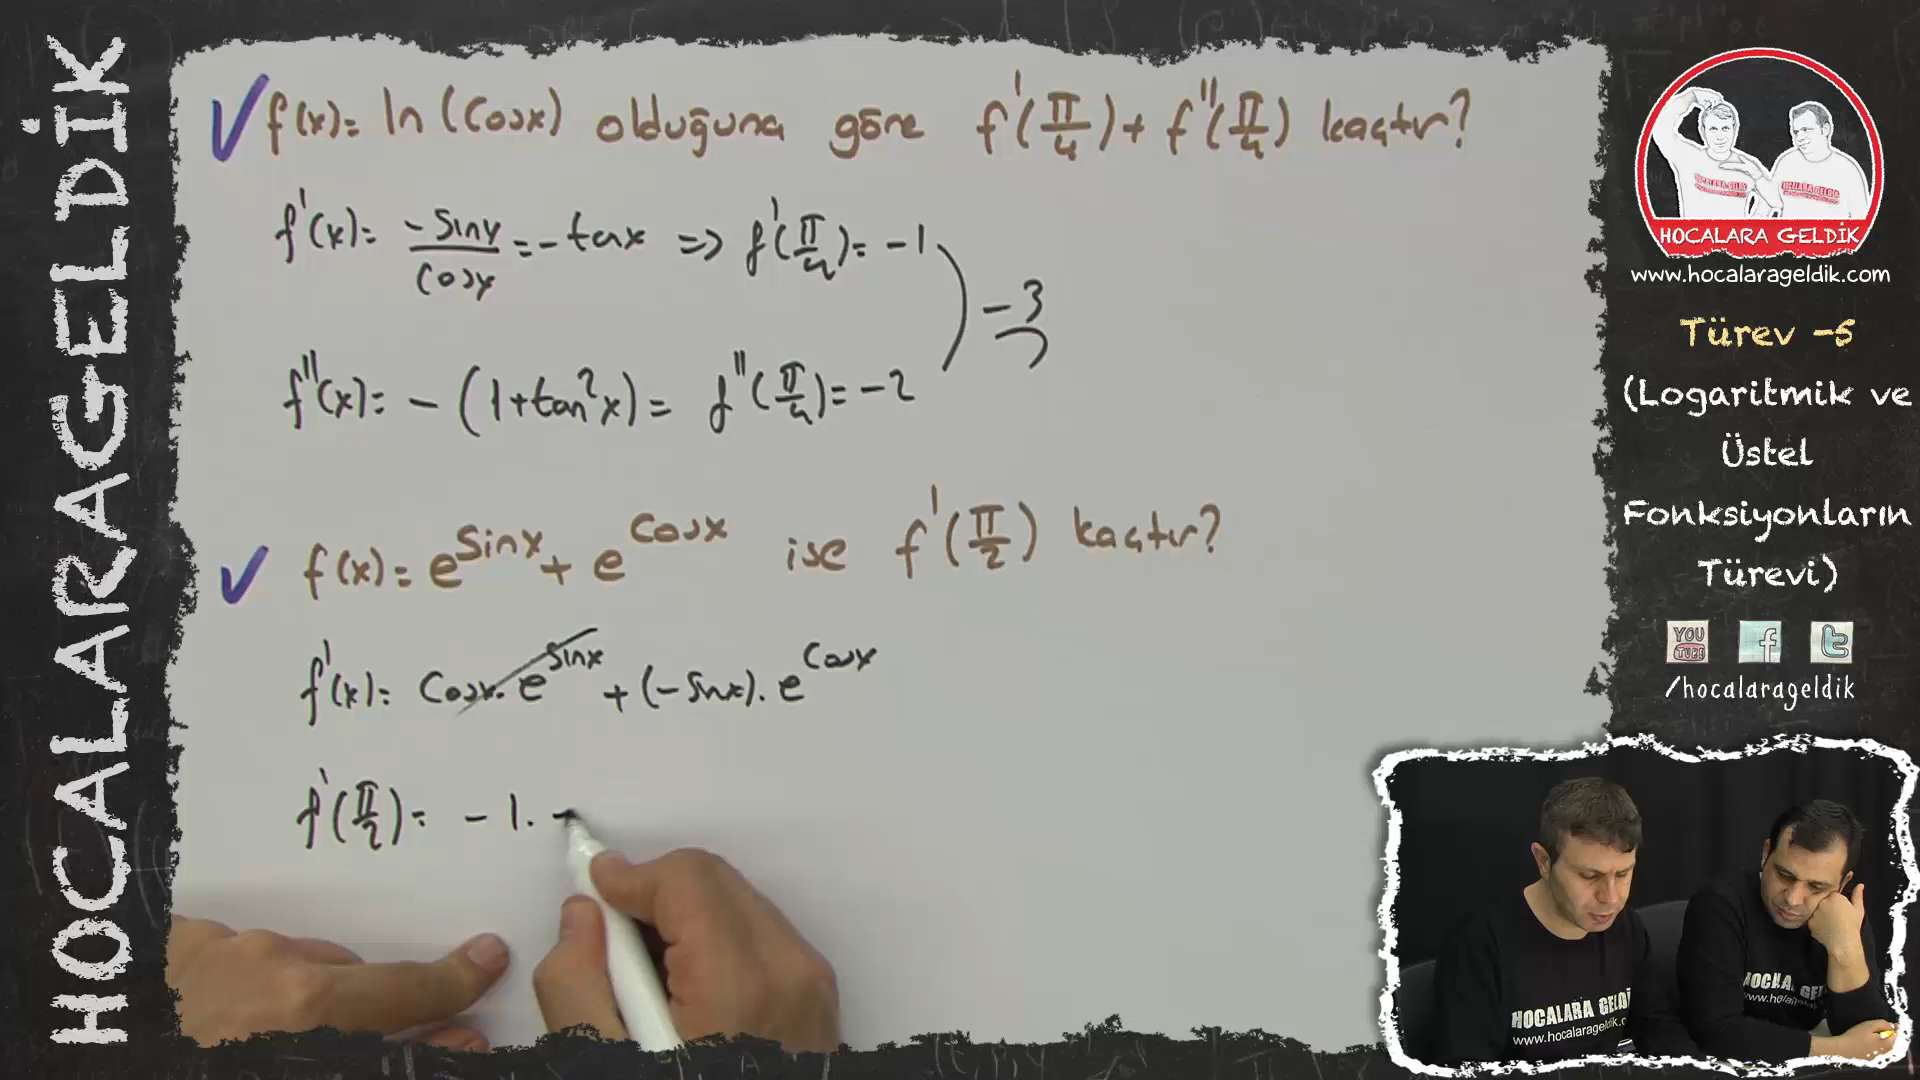 HOCALARAGELDİK
✓ f(x)= ln(Cosx) olduğuna göre f'(π/4)+f''(π/4) kaçtır?
f'(x)= -sinx/cosx = -tanx => f'(π/4)= -1
-3
f''(x)= -(1+tan²x)= f''(π/4)= -2
✓ f(x)= e^sinx + e^cosx ise f'(π/2) kaçtır?
f'(x)= Cosx.e^sinx +(-sinx).e^cosx
f'(π/2)= -1.
HOCALARA GELDİK
www.hocalarageldik.com
Türev -5
(Logaritmik ve
Üstel
Fonksiyonların
Türevi)
YOU TUBE f t
/hocalarageldik
HOCALARA GELDİ
www.hocalarageldik.c
HOCALA GEL